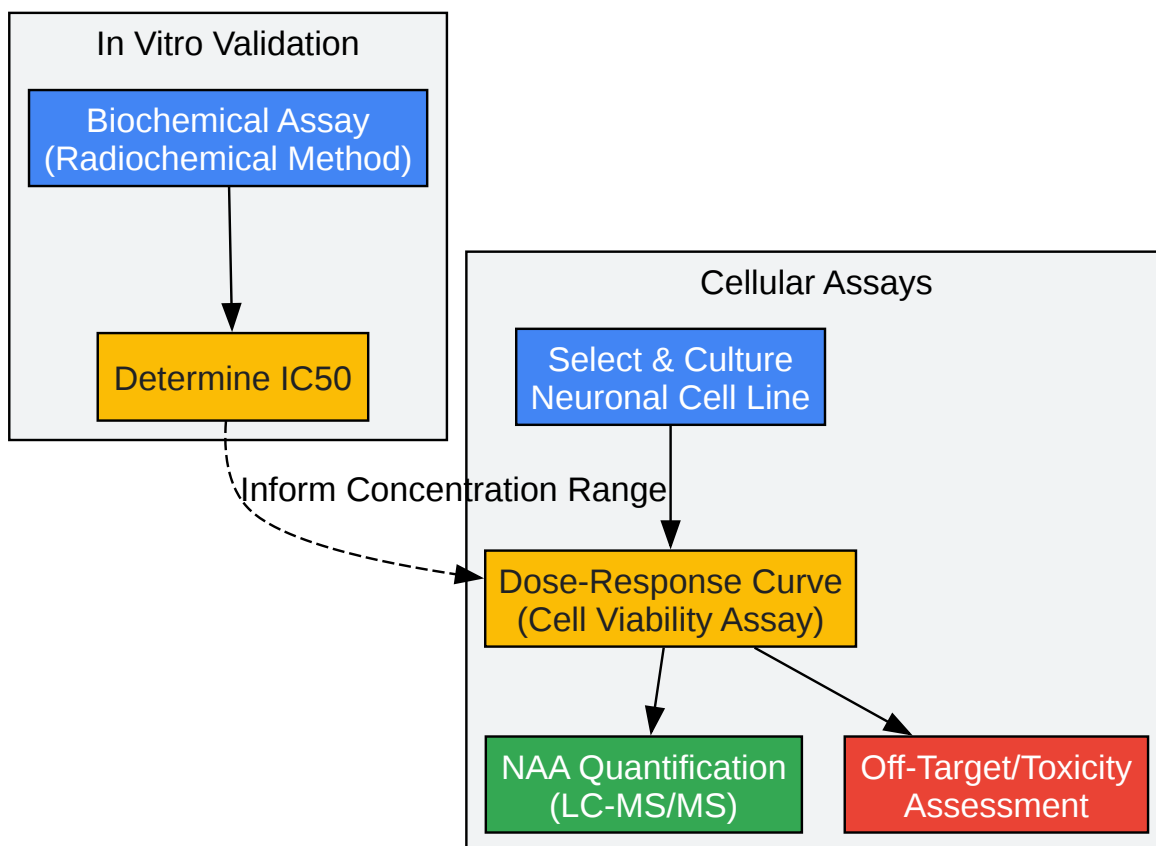 In Vitro Validation
Biochemical Assay
(Radiochemical Method)
Determine IC50
Inform Concentration Range
Cellular Assays
Select & Culture
Neuronal Cell Line
Dose-Response Curve
(Cell Viability Assay)
NAA Quantification
(LC-MS/MS)
Off-Target/Toxicity
Assessment